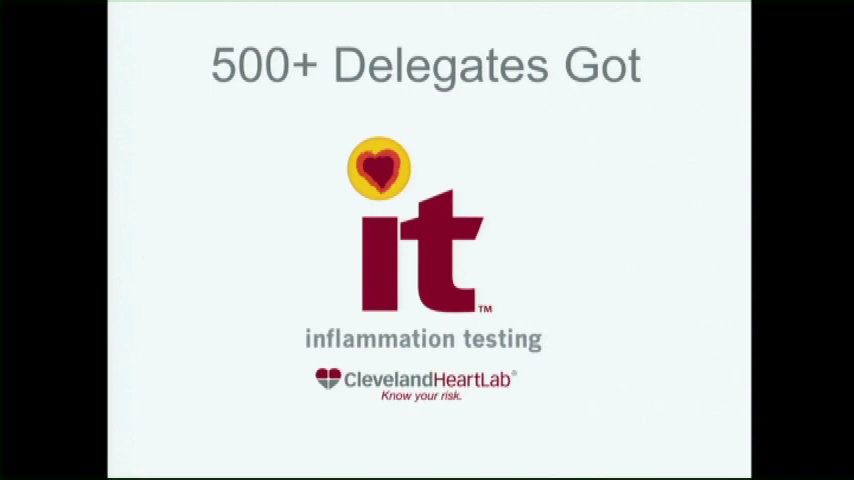 500+ Delegates Got
it™
inflammation testing
ClevelandHeartLab®
Know your risk.